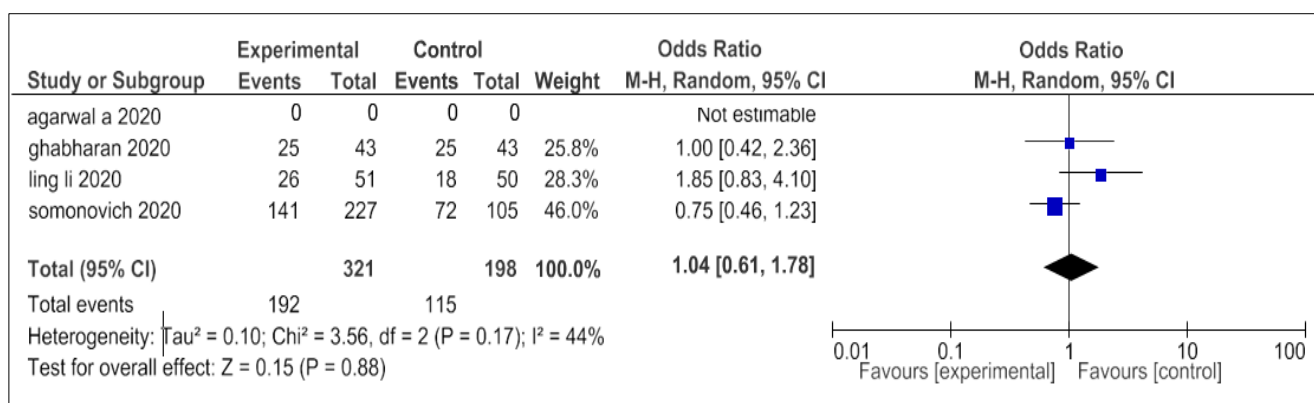 Experimental Control Odds Ratio Odds Ratio
Study or Subgroup Events Total Events Total Weight M-H, Random, 95% CI M-H, Random, 95% CI
agarwal a 2020 0 0 0 0 Not estimable
ghabharan 2020 25 43 25 43 25.8% 1.00 [0.42, 2.36]
ling li 2020 26 51 18 50 28.3% 1.85 [0.83, 4.10]
somonovich 2020 141 227 72 105 46.0% 0.75 [0.46, 1.23]
Total (95% CI) 321 198 100.0% 1.04 [0.61, 1.78]
Total events 192 115
Heterogeneity: Tau² = 0.10; Chi² = 3.56, df = 2 (P = 0.17); I² = 44%
Test for overall effect: Z = 0.15 (P = 0.88)
0.01 0.1 1 10 100
Favours [experimental] Favours [control]